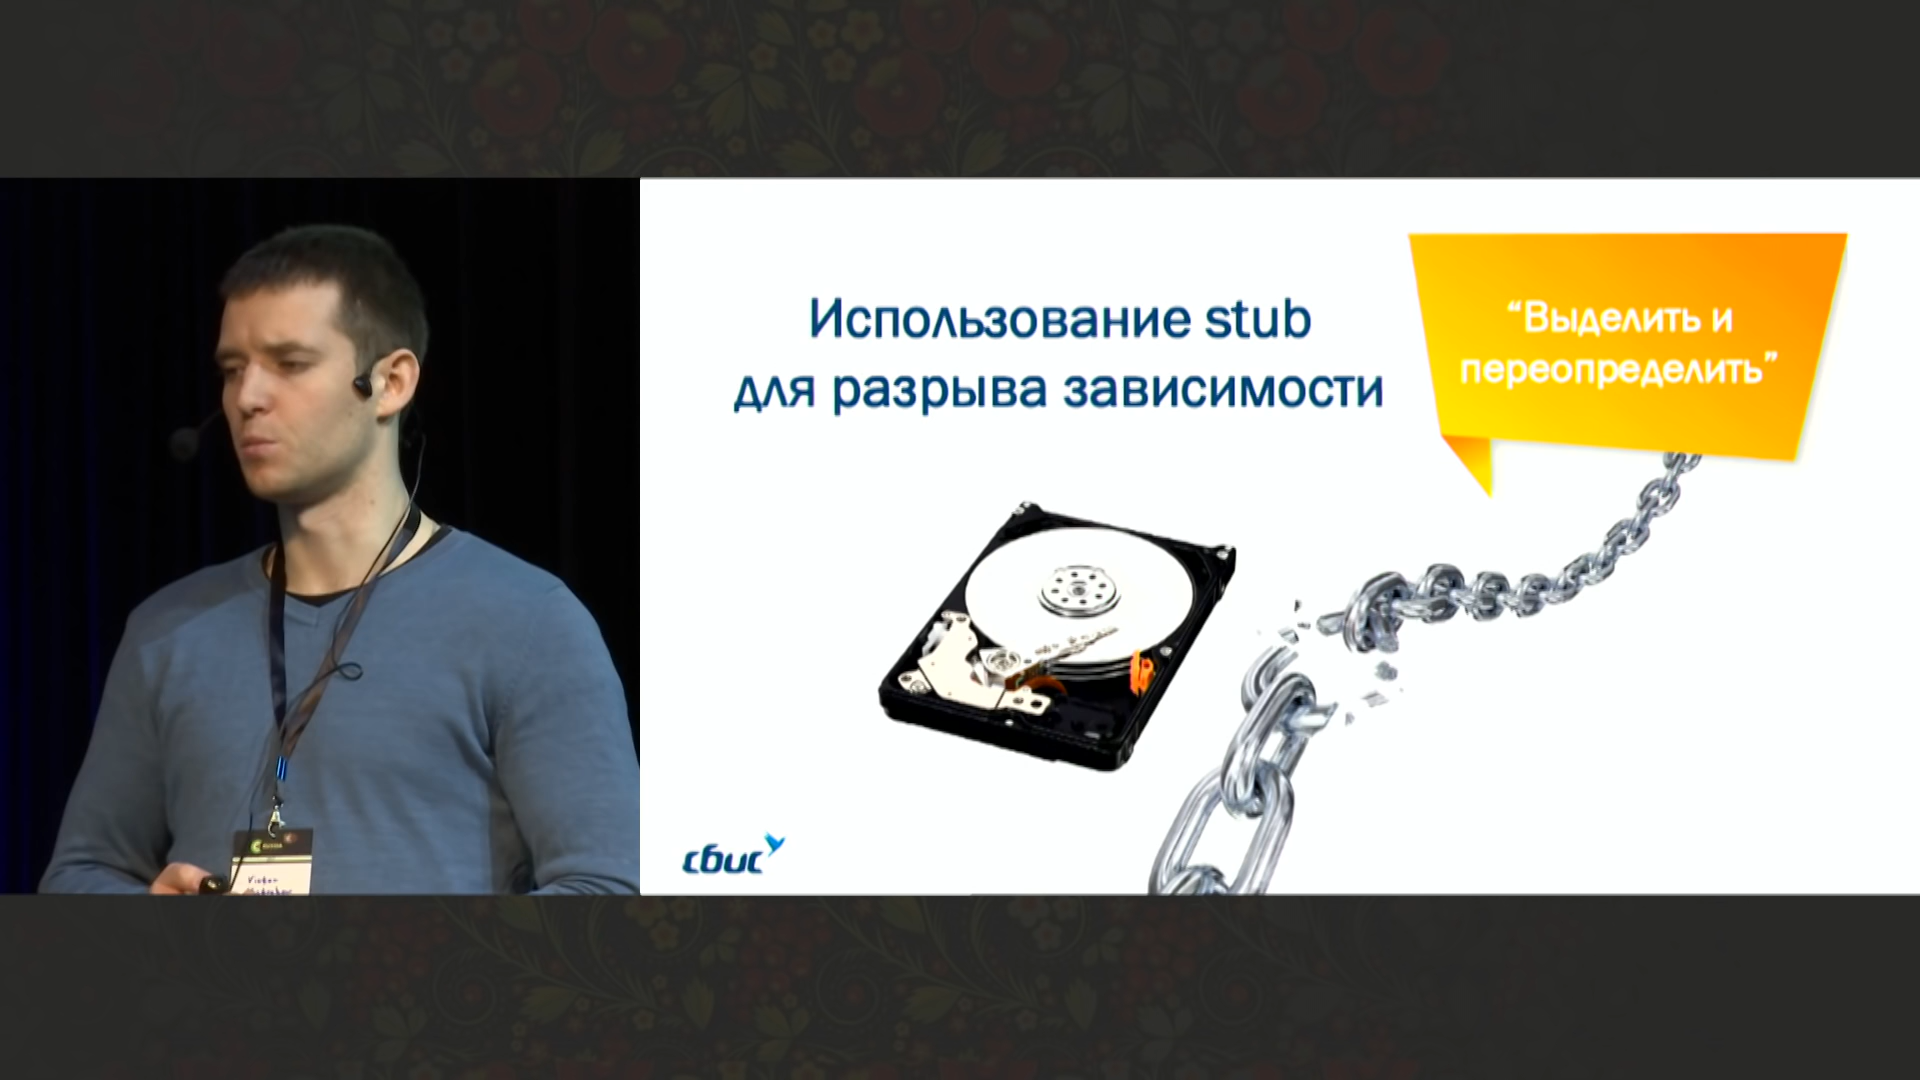 Использование stub
для разрыва зависимости
“Выделить и
переопределить”
сбис